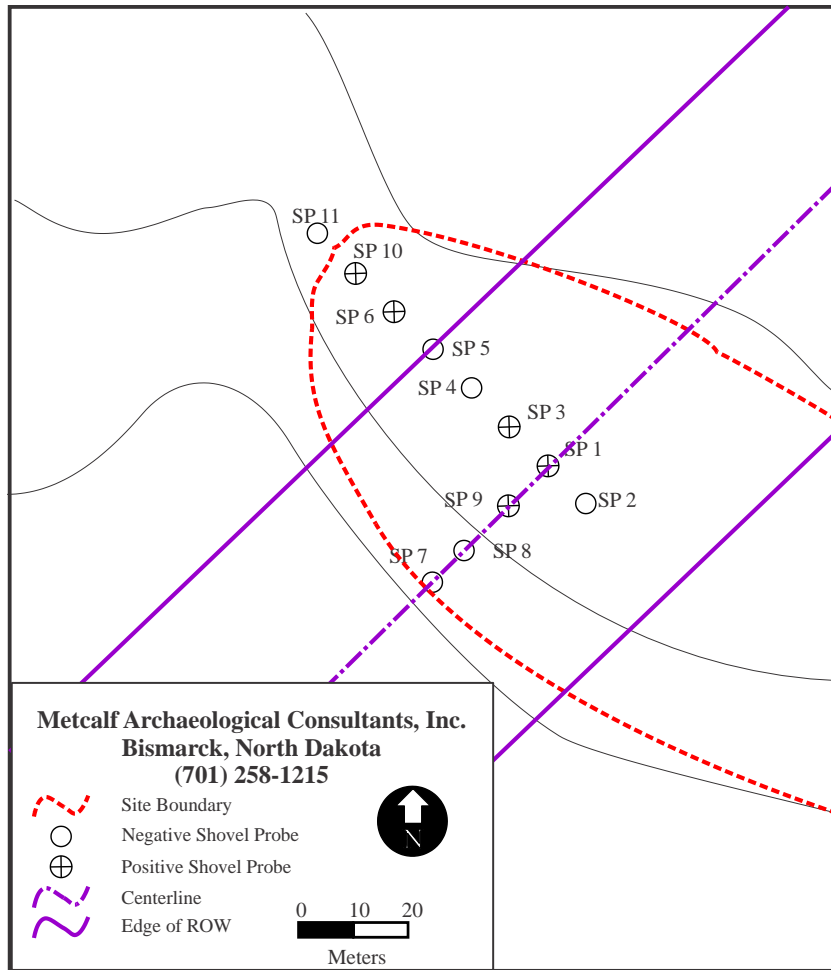 SP 11
SP 10
SP 6
SP 5
SP 4
SP 3
SP 1
SP 9
SP 2
SP 7
SP 8
Metcalf Archaeological Consultants, Inc.
Bismarck, North Dakota
(701) 258-1215
Site Boundary
Negative Shovel Probe
Positive Shovel Probe
Centerline
Edge of ROW
N
0 10 20
Meters